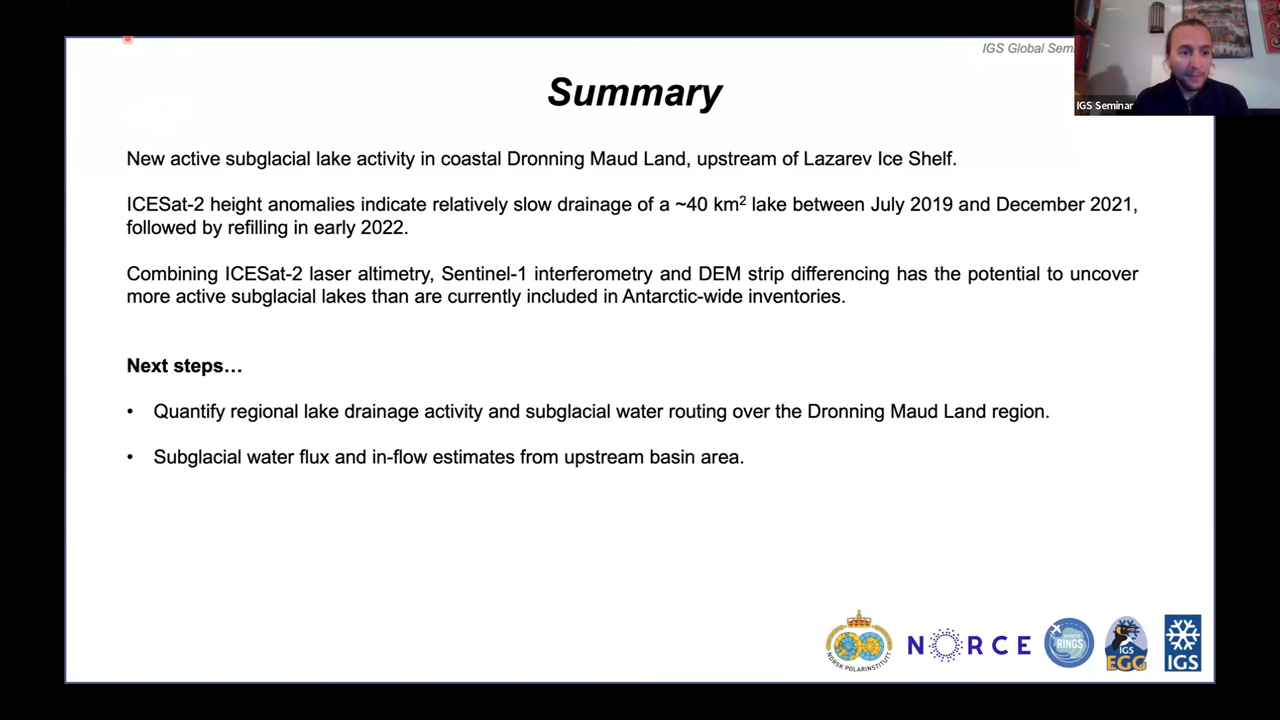 IGS Global Sem
Summary
IGS Seminar
New active subglacial lake activity in coastal Dronning Maud Land, upstream of Lazarev Ice Shelf.
ICESat-2 height anomalies indicate relatively slow drainage of a ~40 km² lake between July 2019 and December 2021,
followed by refilling in early 2022.
Combining ICESat-2 laser altimetry, Sentinel-1 interferometry and DEM strip differencing has the potential to uncover
more active subglacial lakes than are currently included in Antarctic-wide inventories.
Next steps…
• Quantify regional lake drainage activity and subglacial water routing over the Dronning Maud Land region.
• Subglacial water flux and in-flow estimates from upstream basin area.
NORSK POLARINSTITUTT
NORCE
RINGS
IGS
EGG
IGS